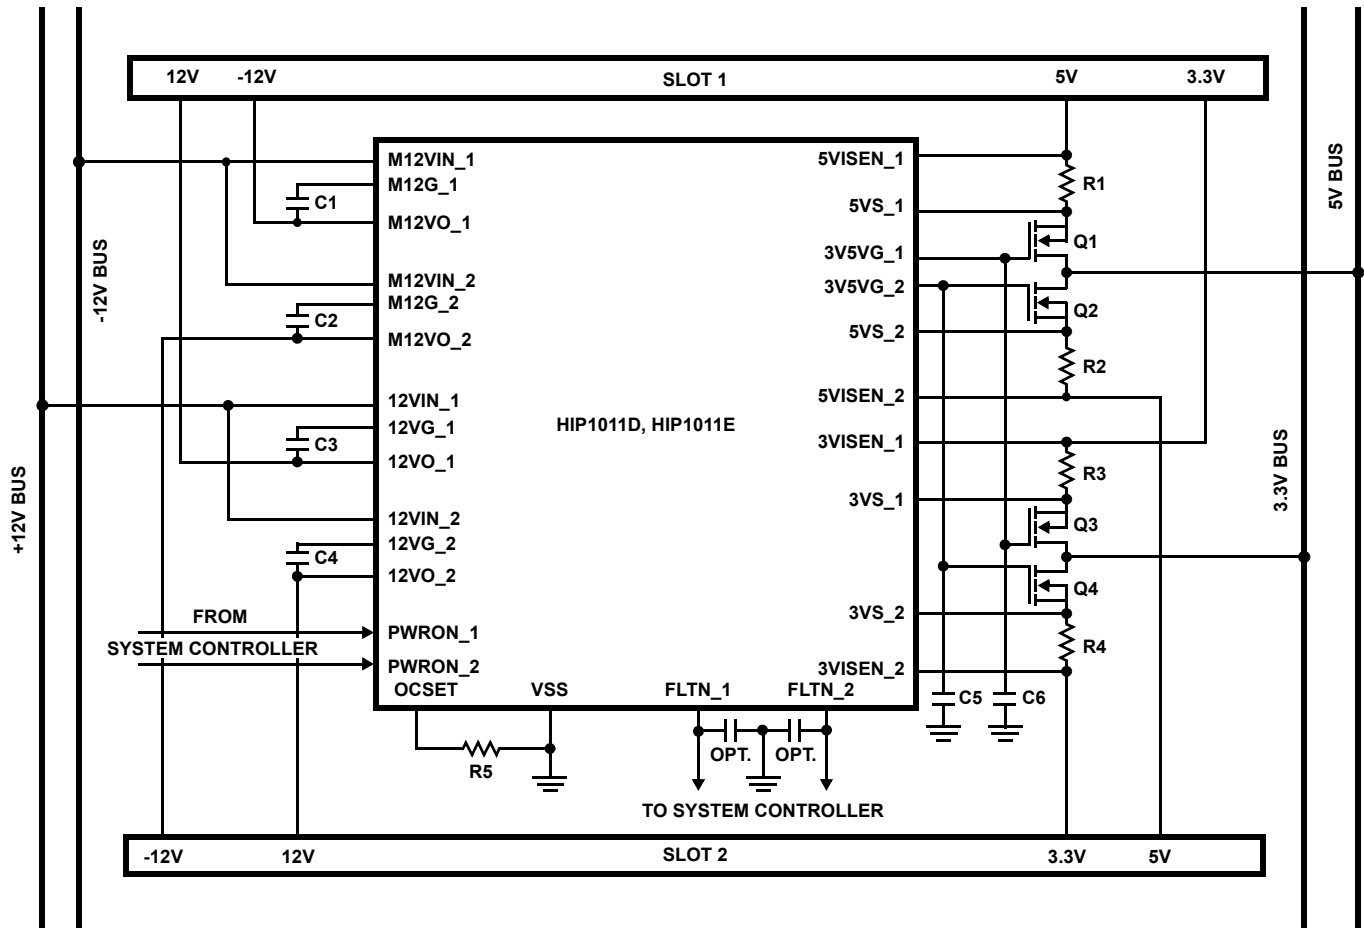 12V
-12V
SLOT 1
5V
3.3V
M12VIN_1
M12G_1
C1
M12VO_1
M12VIN_2
M12G_2
C2
M12VO_2
12VIN_1
12VG_1
C3
12VO_1
12VIN_2
12VG_2
C4
12VO_2
PWRON_1
PWRON_2
FROM
SYSTEM CONTROLLER
-12V BUS
+12V BUS
HIP1011D, HIP1011E
5VISEN_1
5VS_1
3V5VG_1
3V5VG_2
5VS_2
5VISEN_2
3VISEN_1
3VS_1
3VS_2
3VISEN_2
R1
Q1
Q2
R2
R3
Q3
Q4
R4
5V BUS
3.3V BUS
OCSET
VSS
FLTN_1
FLTN_2
C5
C6
R5
OPT.
OPT.
TO SYSTEM CONTROLLER
-12V
12V
SLOT 2
3.3V
5V